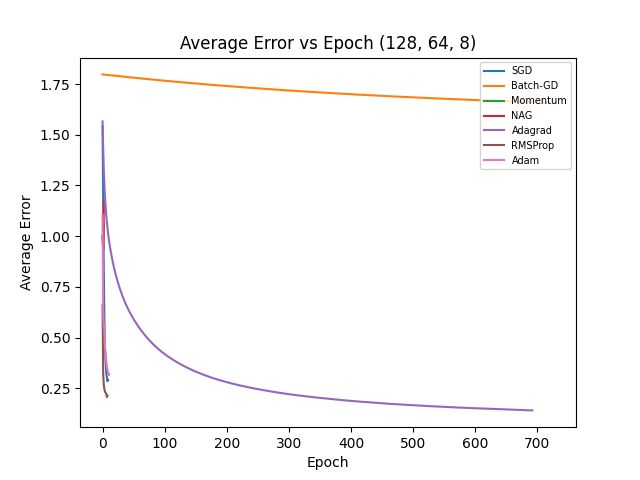 Average Error vs Epoch (128, 64, 8)
SGD
Batch-GD
Momentum
NAG
Adagrad
RMSProp
Adam
Average Error
1.75
1.50
1.25
1.00
0.75
0.50
0.25
0
100
200
300
400
500
600
700
Epoch